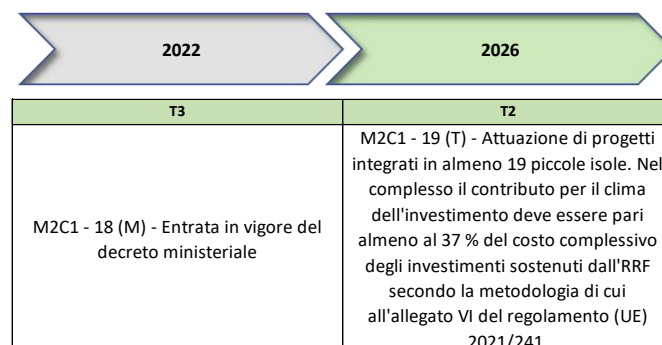 2022
2026
T3
T2
M2C1 - 18 (M) - Entrata in vigore del
decreto ministeriale
M2C1 - 19 (T) - Attuazione di progetti
integrati in almeno 19 piccole isole. Nel
complesso il contributo per il clima
dell'investimento deve essere pari
almeno al 37 % del costo complessivo
degli investimenti sostenuti dall'RRF
secondo la metodologia di cui
all'allegato VI del regolamento (UE)
2021/241